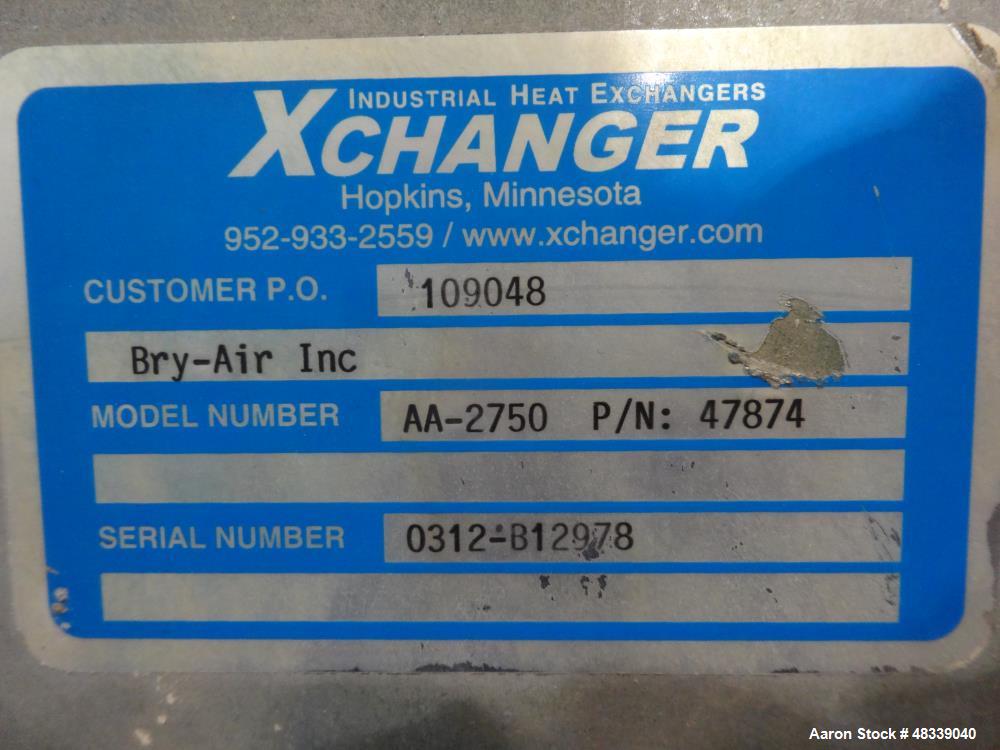 INDUSTRIAL HEAT EXCHANGERS
XCHANGER
Hopkins, Minnesota
952-933-2559 / www.xchanger.com
CUSTOMER P.O. 109048
Bry-Air Inc
MODEL NUMBER AA-2750 P/N: 47874
SERIAL NUMBER 0312-B12978
Aaron Stock # 48339040